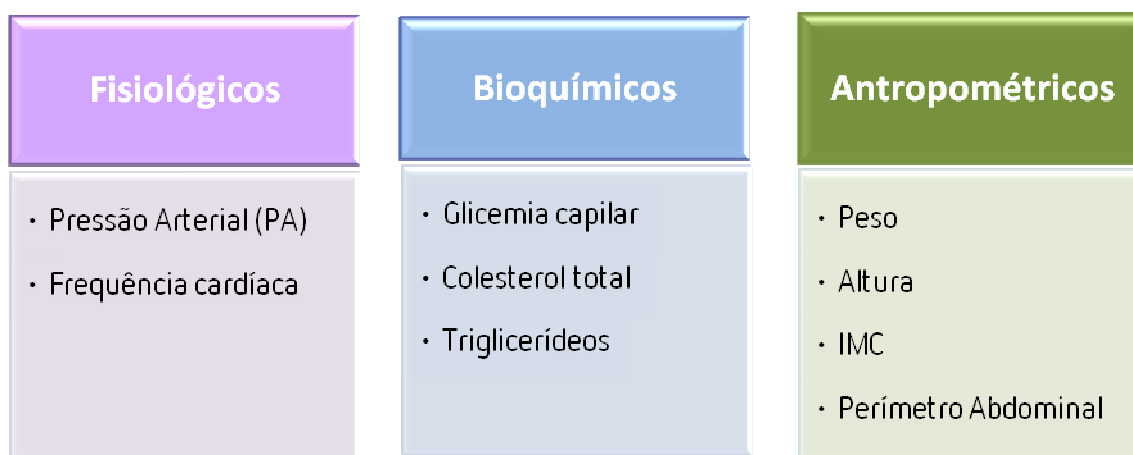 Fisiológicos
· Pressão Arterial (PA)
· Frequência cardíaca
Bioquímicos
· Glicemia capilar
· Colesterol total
· Triglicerídeos
Antropométricos
· Peso
· Altura
· IMC
· Perímetro Abdominal